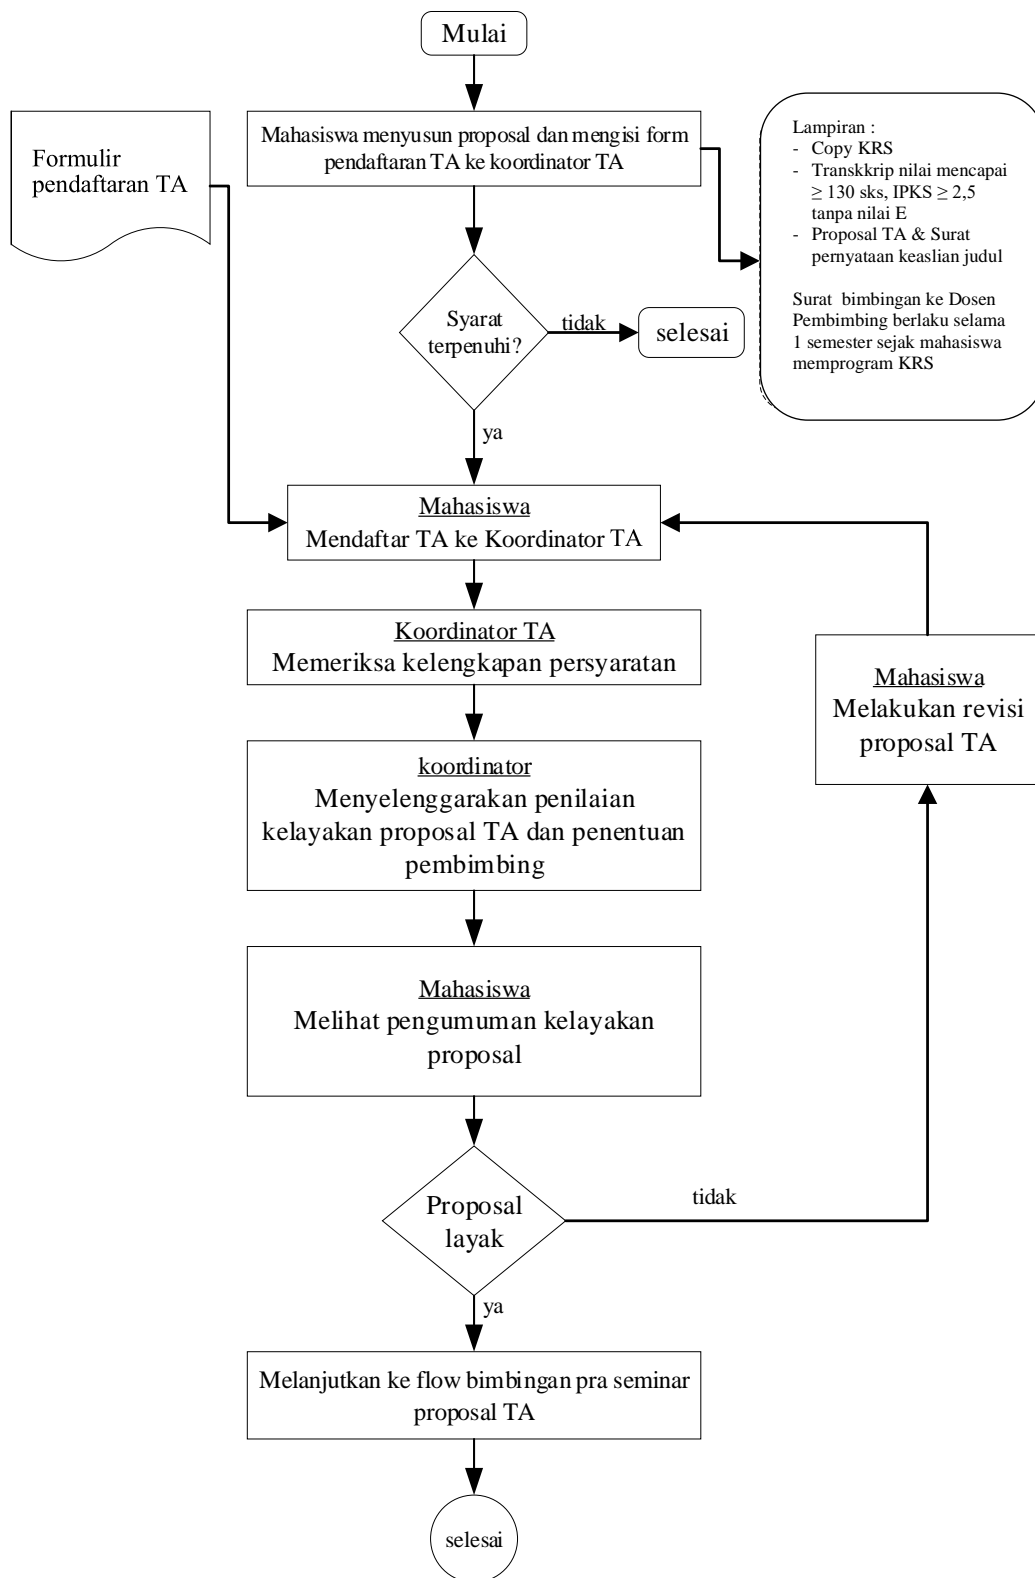 Mulai
Mahasiswa menyusun proposal dan mengisi form
pendaftaran TA ke koordinator TA
Formulir
pendaftaran TA
Lampiran :
- Copy KRS
- Transkkrip nilai mencapai
≥ 130 sks, IPKS ≥ 2,5
tanpa nilai E
- Proposal TA & Surat
pernyataan keaslian judul
Surat bimbingan ke Dosen
Pembimbing berlaku selama
1 semester sejak mahasiswa
memprogram KRS
Syarat
terpenuhi?
tidak
selesai
ya
Mahasiswa
Mendaftar TA ke Koordinator TA
Koordinator TA
Memeriksa kelengkapan persyaratan
Mahasiswa
Melakukan revisi
proposal TA
koordinator
Menyelenggarakan penilaian
kelayakan proposal TA dan penentuan
pembimbing
Mahasiswa
Melihat pengumuman kelayakan
proposal
Proposal
layak
tidak
ya
Melanjutkan ke flow bimbingan pra seminar
proposal TA
selesai